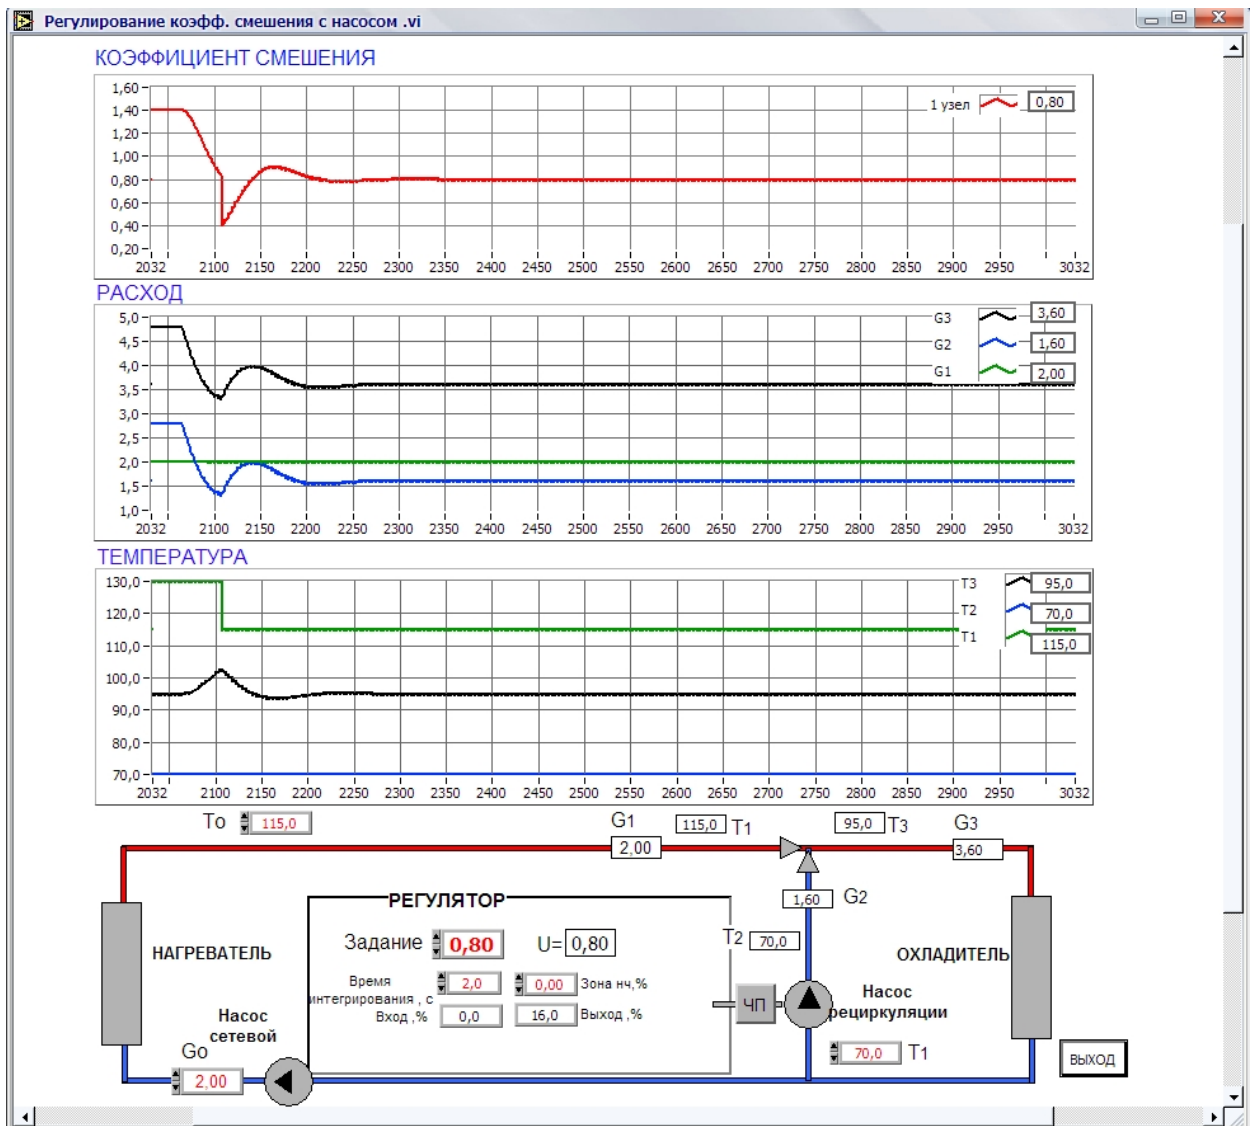 Регулирование коэфф. смешения с насосом .vi
КОЭФФИЦИЕНТ СМЕШЕНИЯ
1,60
1,40
1,20
1,00
0,80
0,60
0,40
0,20
1 узел 0,80
2032 2100 2150 2200 2250 2300 2350 2400 2450 2500 2550 2600 2650 2700 2750 2800 2850 2900 2950 3032
РАСХОД
5,0
4,5
4,0
3,5
3,0
2,5
2,0
1,5
1,0
G3 3,60
G2 1,60
G1 2,00
2032 2100 2150 2200 2250 2300 2350 2400 2450 2500 2550 2600 2650 2700 2750 2800 2850 2900 2950 3032
ТЕМПЕРАТУРА
130,0
120,0
110,0
100,0
90,0
80,0
70,0
T3 95,0
T2 70,0
T1 115,0
2032 2100 2150 2200 2250 2300 2350 2400 2450 2500 2550 2600 2650 2700 2750 2800 2850 2900 2950 3032
To 115,0
G1 115,0 T1 95,0 T3 G3
2,00 3,60
РЕГУЛЯТОР
1,60 G2
Задание 0,80 U= 0,80
T2 70,0
НАГРЕВАТЕЛЬ
ОХЛАДИТЕЛЬ
Время
интегрирования , с 2,0 0,00 Зона нч,%
Вход ,% 0,0 16,0 Выход ,%
ЧП
Насос
рециркуляции
Насос
сетевой
Go
2,00
70,0 T1
ВЫХОД